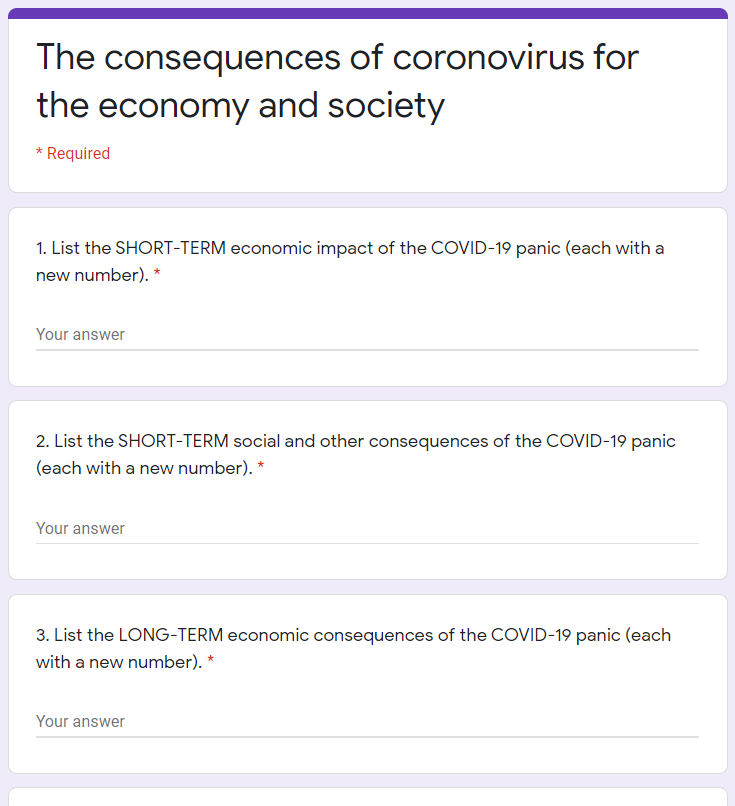 The consequences of coronovirus for
the economy and society
* Required
1. List the SHORT-TERM economic impact of the COVID-19 panic (each with a
new number). *
Your answer
2. List the SHORT-TERM social and other consequences of the COVID-19 panic
(each with a new number). *
Your answer
3. List the LONG-TERM economic consequences of the COVID-19 panic (each
with a new number). *
Your answer